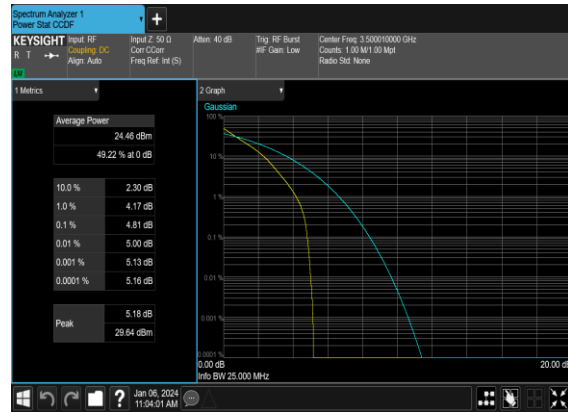 Spectrum Analyzer 1
Power Stat CCDF
KEYSIGHT
R T
LXI
Input: RF
Coupling: DC
Align: Auto
Input Z: 50 Ω
Corr CCorr
Freq Ref: Int (S)
Atten: 40 dB
Trig: RF Burst
#IF Gain: Low
Center Freq: 3.500010000 GHz
Counts: 1.00 M/1.00 Mpt
Radio Std: None
1 Metrics
Average Power
24.46 dBm
49.22 % at 0 dB
10.0 % 2.30 dB
1.0 % 4.17 dB
0.1 % 4.81 dB
0.01 % 5.00 dB
0.001 % 5.13 dB
0.0001 % 5.16 dB
Peak
5.18 dB
29.64 dBm
2 Graph
Gaussian
100 %
10 %
1 %
0.1 %
0.01 %
0.001 %
0.0001 %
0.00 dB
20.00 dB
Info BW 25.000 MHz
?
Jan 06, 2024
11:04:01 AM